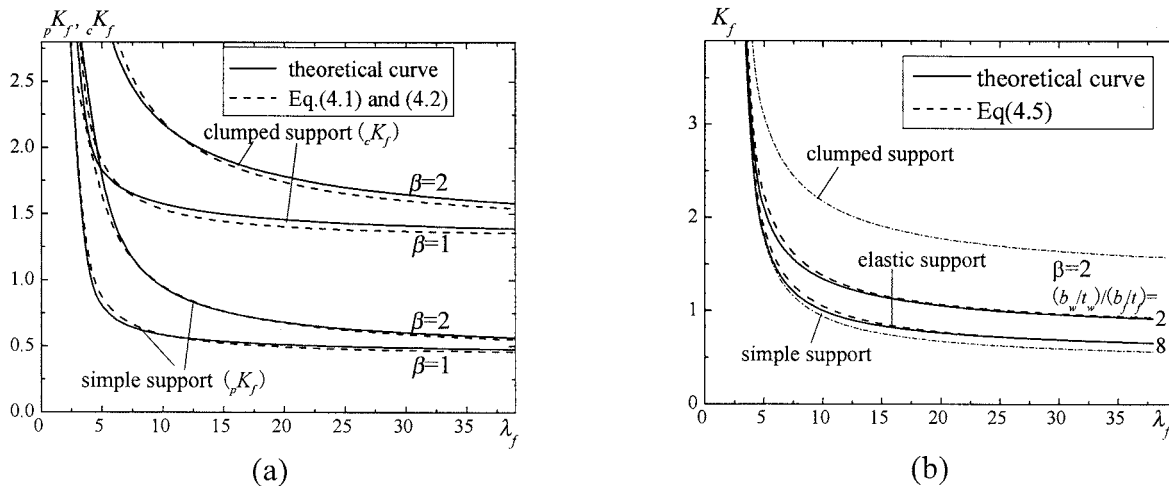 pKf, cKf
2.5
2.0
1.5
1.0
0.5
0.0
0 5 10 15 20 25 30 35 λf
theoretical curve
Eq.(4.1) and (4.2)
clumped support (cKf)
β=2
β=1
β=2
β=1
simple support (pKf)
(a)
Kf
3
2
1
0
0 5 10 15 20 25 30 35 λf
theoretical curve
Eq(4.5)
clumped support
elastic support
β=2
(bw/tw)/(bf/tf)=
2
8
simple support
(b)